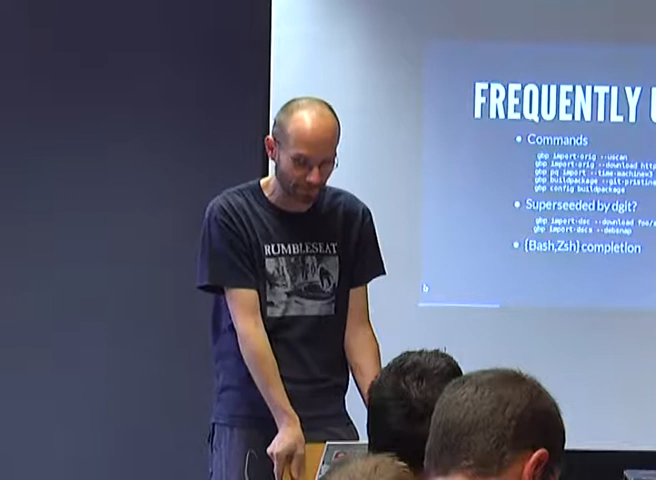 FREQUENTLY
• Commands
gbp import-orig --uscan
gbp import-orig --download
gbp pq import --time-machine=3
gbp buildpackage --git-pristine
gbp config buildpackage
• Superseeded by dgit?
gbp import-dsc --download
gbp import-dscs --debsnap
• [Bash,Zsh] completion
RUMBLESEAT